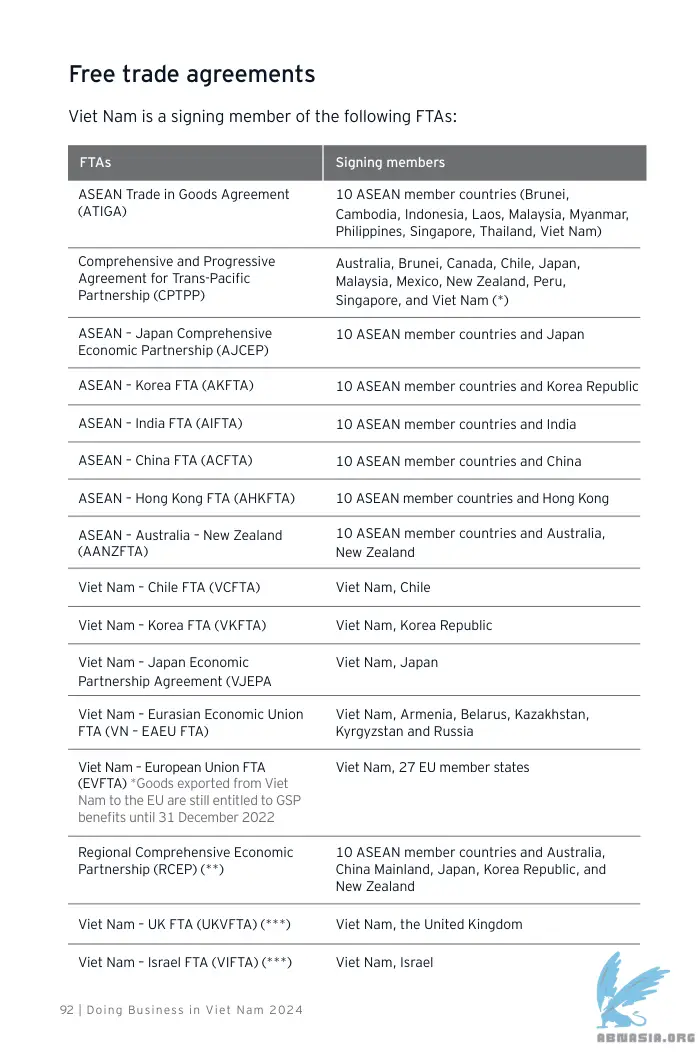 Free trade agreements
Viet Nam is a signing member of the following FTAs:
FTAs
Signing members
ASEAN Trade in Goods Agreement
(ATIGA)
10 ASEAN member countries (Brunei,
Cambodia, Indonesia, Laos, Malaysia, Myanmar,
Philippines, Singapore, Thailand, Viet Nam)
Comprehensive and Progressive
Agreement for Trans-Pacific
Partnership (CPTPP)
Australia, Brunei, Canada, Chile, Japan,
Malaysia, Mexico, New Zealand, Peru,
Singapore, and Viet Nam (*)
ASEAN – Japan Comprehensive
Economic Partnership (AJCEP)
10 ASEAN member countries and Japan
ASEAN – Korea FTA (AKFTA)
10 ASEAN member countries and Korea Republic
ASEAN – India FTA (AIFTA)
10 ASEAN member countries and India
ASEAN – China FTA (ACFTA)
10 ASEAN member countries and China
ASEAN – Hong Kong FTA (AHKFTA)
10 ASEAN member countries and Hong Kong
ASEAN – Australia – New Zealand
(AANZFTA)
10 ASEAN member countries and Australia,
New Zealand
Viet Nam – Chile FTA (VCFTA)
Viet Nam, Chile
Viet Nam – Korea FTA (VKFTA)
Viet Nam, Korea Republic
Viet Nam – Japan Economic
Partnership Agreement (VJEPA
Viet Nam, Japan
Viet Nam – Eurasian Economic Union
FTA (VN – EAEU FTA)
Viet Nam, Armenia, Belarus, Kazakhstan,
Kyrgyzstan and Russia
Viet Nam – European Union FTA
(EVFTA) *Goods exported from Viet
Nam to the EU are still entitled to GSP
benefits until 31 December 2022
Viet Nam, 27 EU member states
Regional Comprehensive Economic
Partnership (RCEP) (**)
10 ASEAN member countries and Australia,
China Mainland, Japan, Korea Republic, and
New Zealand
Viet Nam – UK FTA (UKVFTA) (***)
Viet Nam, the United Kingdom
Viet Nam – Israel FTA (VIFTA) (***)
Viet Nam, Israel
92 | Doing Business in Viet Nam 2024
ABNASIA.ORG